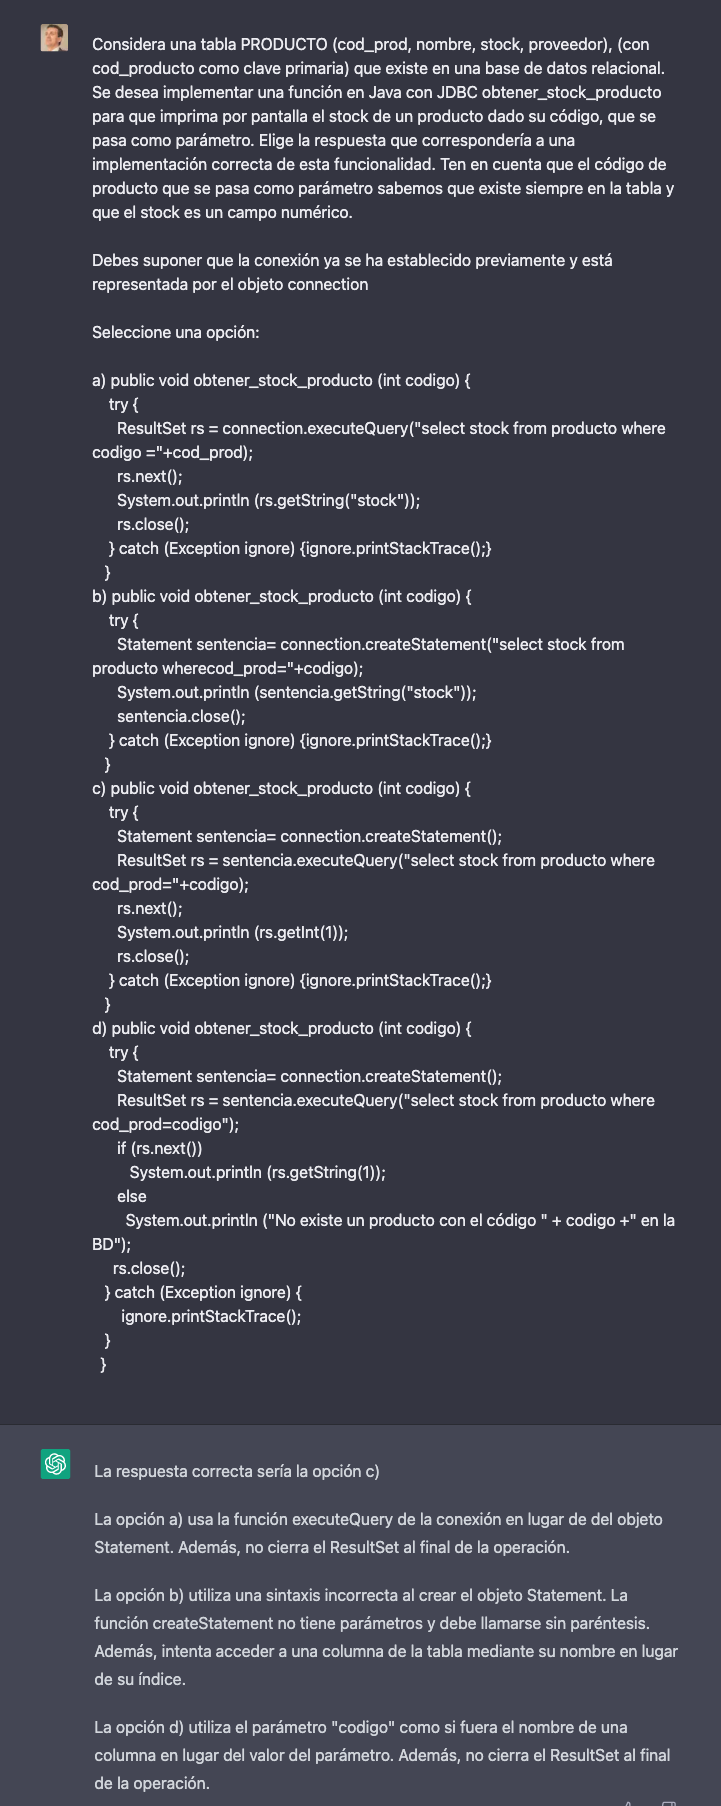 Considera una tabla PRODUCTO (cod_prod, nombre, stock, proveedor), (con
cod_producto como clave primaria) que existe en una base de datos relacional.
Se desea implementar una función en Java con JDBC obtener_stock_producto
para que imprima por pantalla el stock de un producto dado su código, que se
pasa como parámetro. Elige la respuesta que correspondería a una
implementación correcta de esta funcionalidad. Ten en cuenta que el código de
producto que se pasa como parámetro sabemos que existe siempre en la tabla y
que el stock es un campo numérico.
Debes suponer que la conexión ya se ha establecido previamente y está
representada por el objeto connection
Seleccione una opción:
a) public void obtener_stock_producto (int codigo) {
try {
ResultSet rs = connection.executeQuery("select stock from producto where
codigo ="+cod_prod);
rs.next();
System.out.println (rs.getString("stock"));
rs.close();
} catch (Exception ignore) {ignore.printStackTrace();}
}
b) public void obtener_stock_producto (int codigo) {
try {
Statement sentencia= connection.createStatement("select stock from
producto wherecod_prod="+codigo);
System.out.println (sentencia.getString("stock"));
sentencia.close();
} catch (Exception ignore) {ignore.printStackTrace();}
}
c) public void obtener_stock_producto (int codigo) {
try {
Statement sentencia= connection.createStatement();
ResultSet rs = sentencia.executeQuery("select stock from producto where
cod_prod="+codigo);
rs.next();
System.out.println (rs.getInt(1));
rs.close();
} catch (Exception ignore) {ignore.printStackTrace();}
}
d) public void obtener_stock_producto (int codigo) {
try {
Statement sentencia= connection.createStatement();
ResultSet rs = sentencia.executeQuery("select stock from producto where
cod_prod=codigo");
if (rs.next())
System.out.println (rs.getString(1));
else
System.out.println ("No existe un producto con el código " + codigo +" en la
BD");
rs.close();
} catch (Exception ignore) {
ignore.printStackTrace();
}
}
La respuesta correcta sería la opción c)
La opción a) usa la función executeQuery de la conexión en lugar de del objeto
Statement. Además, no cierra el ResultSet al final de la operación.
La opción b) utiliza una sintaxis incorrecta al crear el objeto Statement. La
función createStatement no tiene parámetros y debe llamarse sin paréntesis.
Además, intenta acceder a una columna de la tabla mediante su nombre en lugar
de su índice.
La opción d) utiliza el parámetro "codigo" como si fuera el nombre de una
columna en lugar del valor del parámetro. Además, no cierra el ResultSet al final
de la operación.